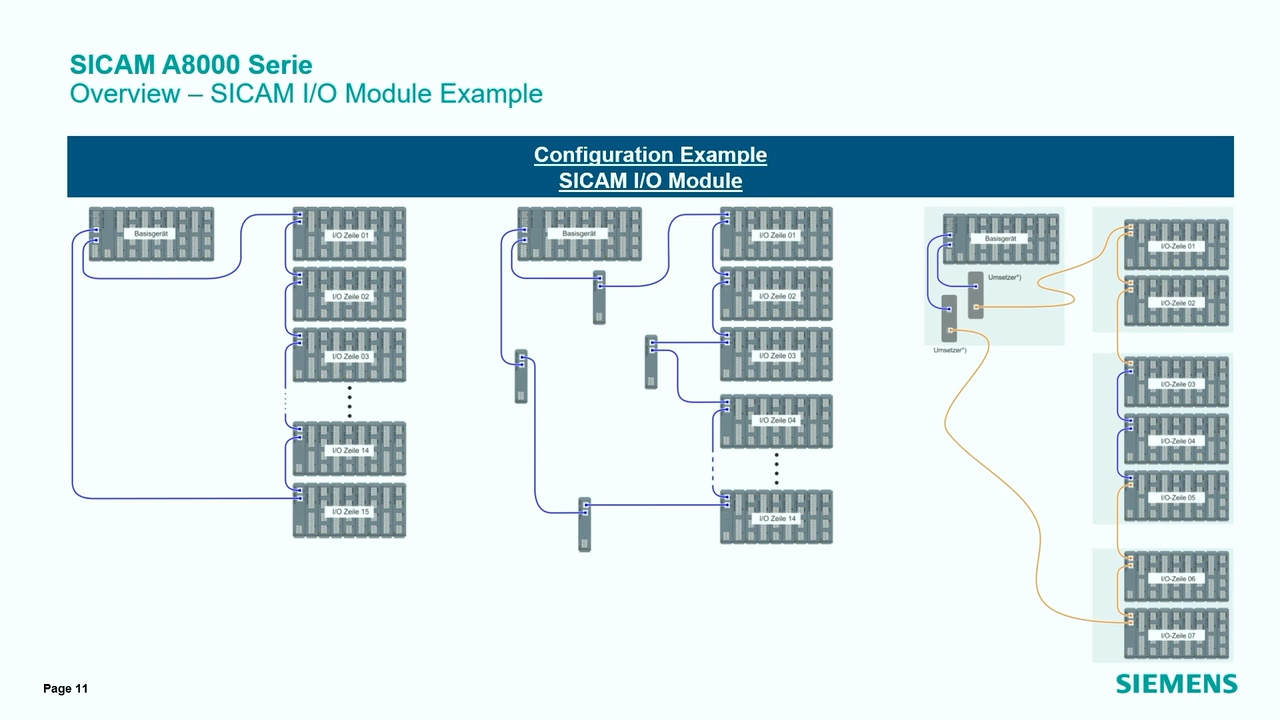 SICAM A8000 Serie
Overview – SICAM I/O Module Example
Configuration Example
SICAM I/O Module
Basisgerät
I/O Zeile 01
I/O Zeile 02
I/O Zeile 03
I/O Zeile 14
I/O Zeile 15
Basisgerät
I/O Zeile 01
I/O Zeile 02
I/O Zeile 03
I/O Zeile 04
I/O Zeile 14
Basisgerät
Umsetzer*)
Umsetzer*)
I/O-Zeile 01
I/O-Zeile 02
I/O-Zeile 03
I/O-Zeile 04
I/O-Zeile 05
I/O-Zeile 06
I/O-Zeile 07
Page 11
SIEMENS